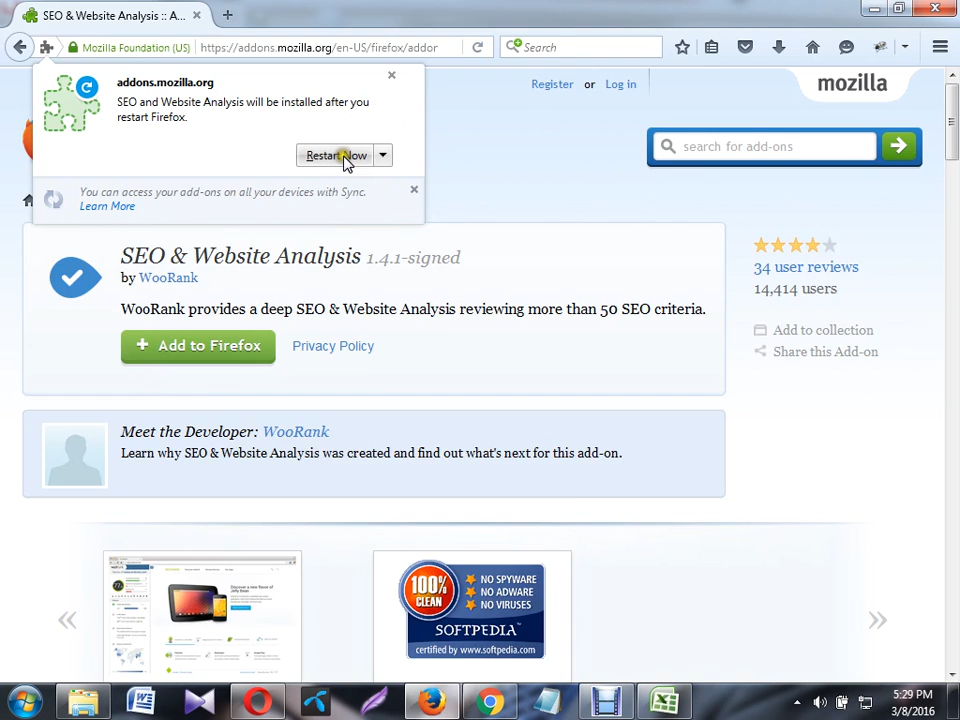 SEO & Website Analysis :: A...
Mozilla Foundation (US)
https://addons.mozilla.org/en-US/firefox/addor
Search
addons.mozilla.org
SEO and Website Analysis will be installed after you
restart Firefox.
Restart Now
You can access your add-ons on all your devices with Sync.
Learn More
Register or Log in
mozilla
search for add-ons
SEO & Website Analysis 1.4.1-signed
by WooRank
WooRank provides a deep SEO & Website Analysis reviewing more than 50 SEO criteria.
+ Add to Firefox
Privacy Policy
34 user reviews
14,414 users
Add to collection
Share this Add-on
Meet the Developer: WooRank
Learn why SEO & Website Analysis was created and find out what's next for this add-on.
100%
CLEAN
NO SPYWARE
NO ADWARE
NO VIRUSES
SOFTPEDIA
certified by www.softpedia.com
5:29 PM
3/8/2016